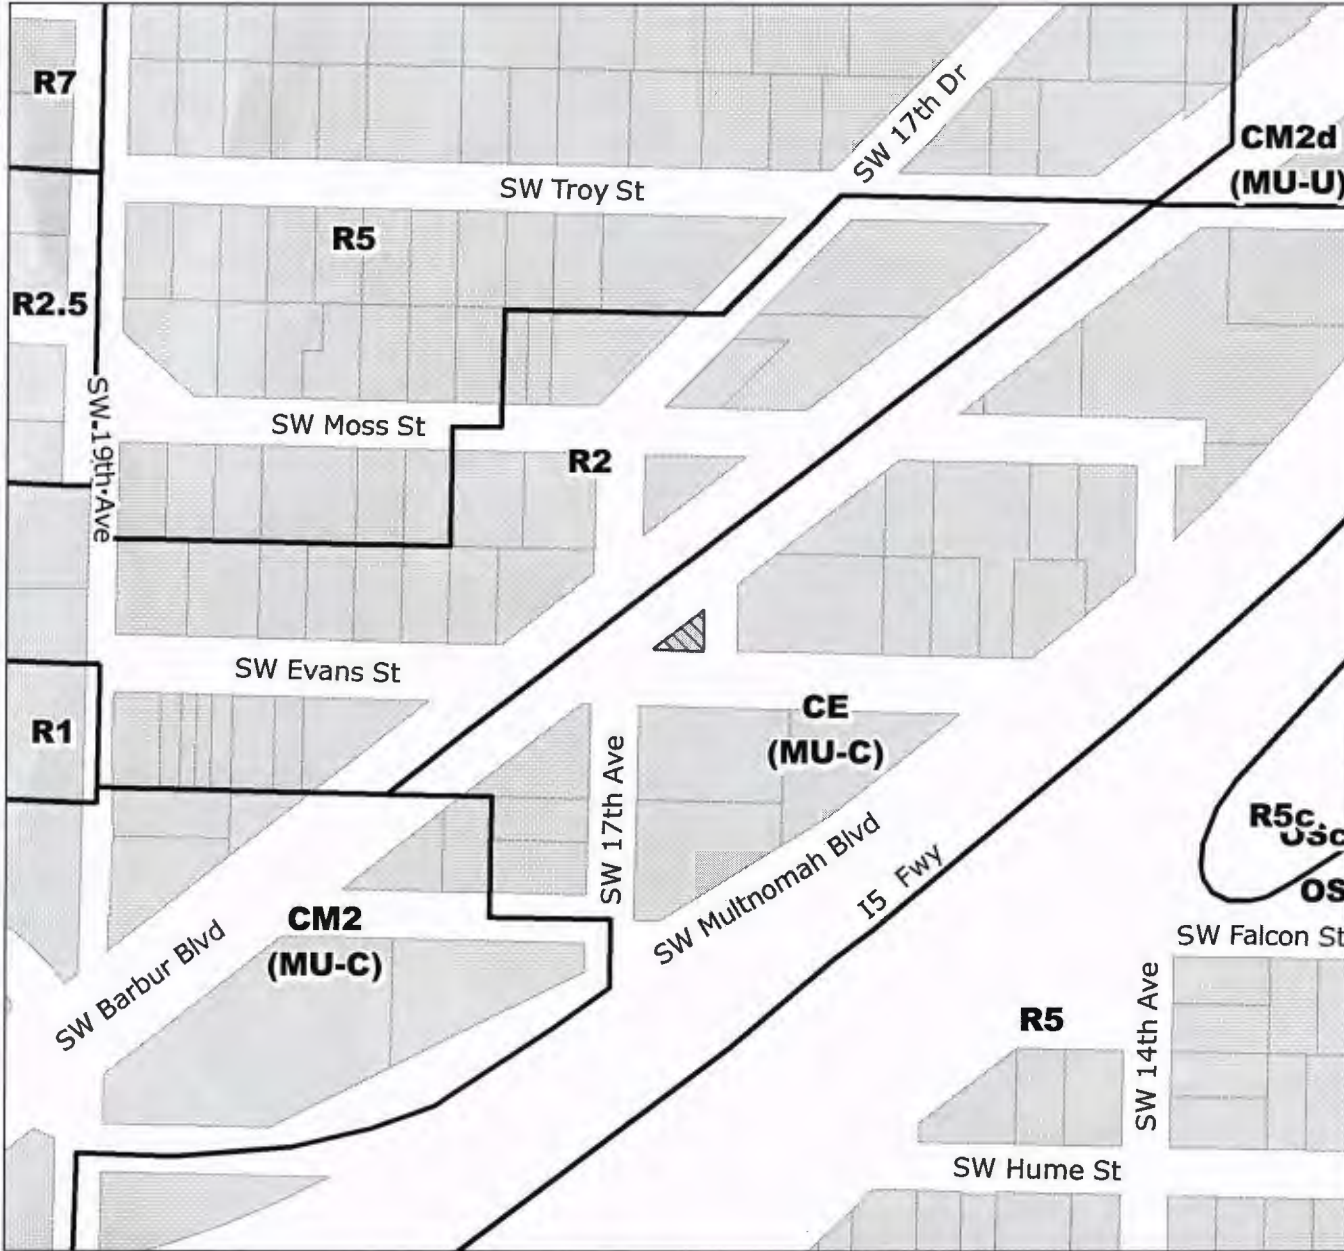 R7
SW 17th Dr
CM2d
(MU-U)
SW Troy St
R5
R2.5
SW 19th Ave
SW Moss St
R2
SW Evans St
R1
CE
(MU-C)
SW 17th Ave
SW Multnomah Blvd
I5 Fwy
R5c,
OSc
OS
CM2
(MU-C)
SW Barbur Blvd
SW Falcon St
SW 14th Ave
R5
SW Hume St